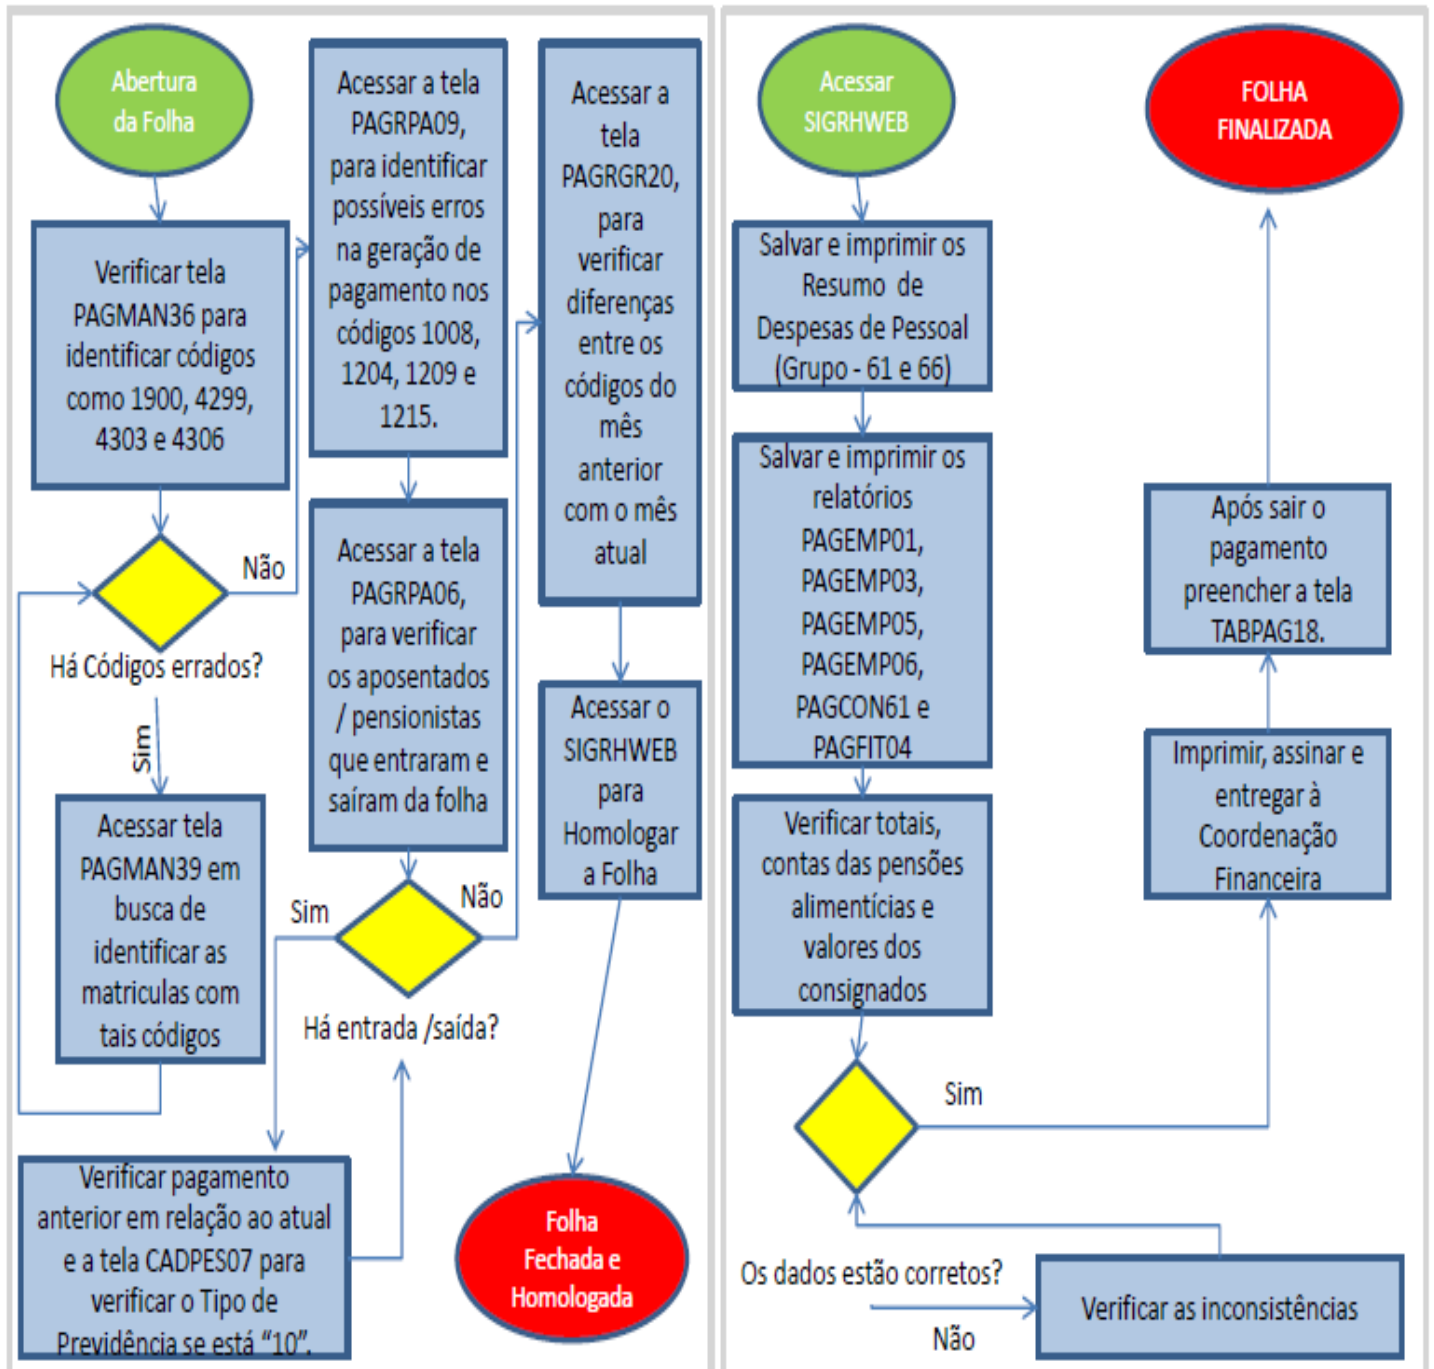 Abertura
da Folha
Verificar tela
PAGMAN36 para
identificar códigos
como 1900, 4299,
4303 e 4306
Não
Há Códigos errados?
Sim
Acessar tela
PAGMAN39 em
busca de
identificar as
matriculas com
tais códigos
Acessar a tela
PAGRPA09,
para identificar
possíveis erros
na geração de
pagamento nos
códigos 1008,
1204, 1209 e
1215.
Acessar a tela
PAGRPA06,
para verificar
os aposentados
/ pensionistas
que entraram e
saíram da folha
Sim
Não
Há entrada /saída?
Verificar pagamento
anterior em relação ao atual
e a tela CADPES07 para
verificar o Tipo de
Previdência se está “10”.
Acessar a
tela
PAGRGR20,
para
verificar
diferenças
entre os
códigos do
mês
anterior
com o mês
atual
Acessar o
SIGRHWEB
para
Homologar
a Folha
Folha
Fechada e
Homologada
Acessar
SIGRHWEB
Salvar e imprimir os
Resumo de
Despesas de Pessoal
(Grupo - 61 e 66)
Salvar e imprimir os
relatórios
PAGEMP01,
PAGEMP03,
PAGEMP05,
PAGEMP06,
PAGCON61 e
PAGFIT04
Verificar totais,
contas das pensões
alimentícias e
valores dos
consignados
Sim
Os dados estão corretos?
Não
Verificar as inconsistências
Imprimir, assinar e
entregar à
Coordenação
Financeira
Após sair o
pagamento
preencher a tela
TABPAG18.
FOLHA
FINALIZADA